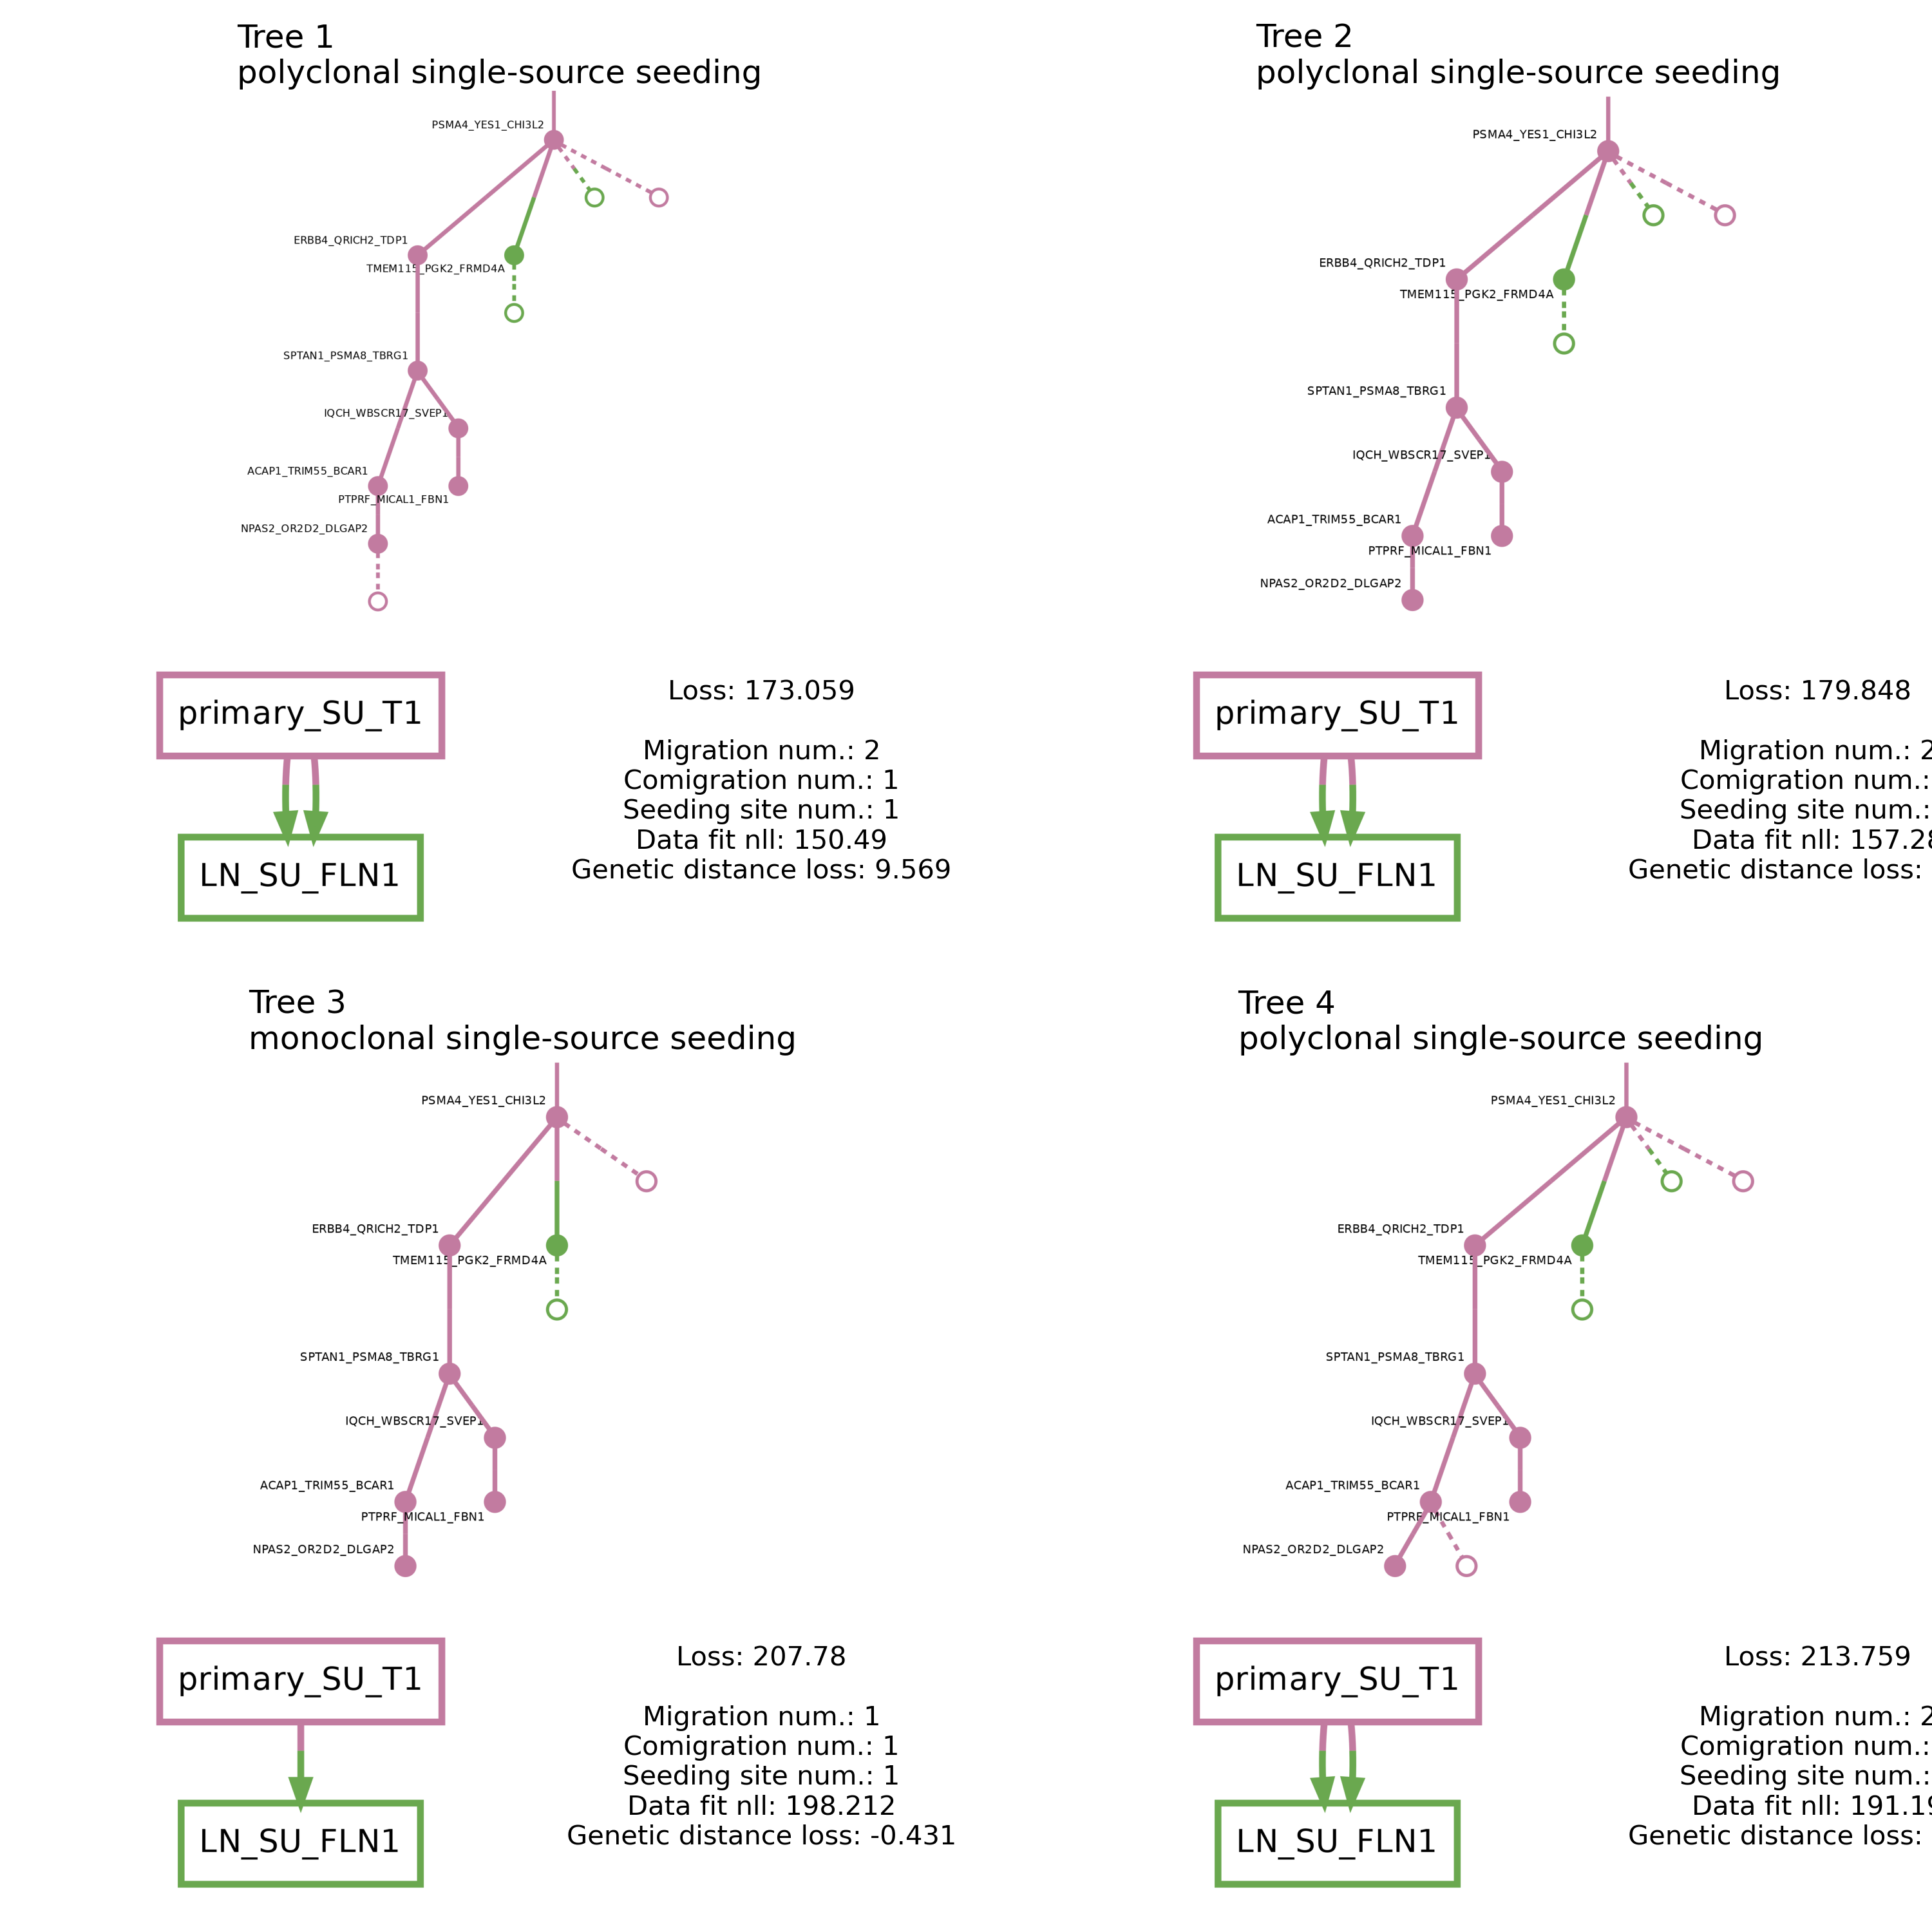 Tree 1
polyclonal single-source seeding
PSMA4_YES1_CHI3L2
ERBB4_QRICH2_TDP1
TMEM115_PGK2_FRMD4A
SPTAN1_PSMA8_TBRG1
IQCH_WBSCR17_SVEP1
ACAP1_TRIM55_BCAR1
PTPRF_MICAL1_FBN1
NPAS2_OR2D2_DLGAP2
primary_SU_T1
LN_SU_FLN1
Loss: 173.059
Migration num.: 2
Comigration num.: 1
Seeding site num.: 1
Data fit nll: 150.49
Genetic distance loss: 9.569
Tree 2
polyclonal single-source seeding
PSMA4_YES1_CHI3L2
ERBB4_QRICH2_TDP1
TMEM115_PGK2_FRMD4A
SPTAN1_PSMA8_TBRG1
IQCH_WBSCR17_SVEP1
ACAP1_TRIM55_BCAR1
PTPRF_MICAL1_FBN1
NPAS2_OR2D2_DLGAP2
primary_SU_T1
LN_SU_FLN1
Loss: 179.848
Migration num.: 2
Comigration num.:
Seeding site num.:
Data fit nll: 157.28
Genetic distance loss:
Tree 3
monoclonal single-source seeding
PSMA4_YES1_CHI3L2
ERBB4_QRICH2_TDP1
TMEM115_PGK2_FRMD4A
SPTAN1_PSMA8_TBRG1
IQCH_WBSCR17_SVEP1
ACAP1_TRIM55_BCAR1
PTPRF_MICAL1_FBN1
NPAS2_OR2D2_DLGAP2
primary_SU_T1
LN_SU_FLN1
Loss: 207.78
Migration num.: 1
Comigration num.: 1
Seeding site num.: 1
Data fit nll: 198.212
Genetic distance loss: -0.431
Tree 4
polyclonal single-source seeding
PSMA4_YES1_CHI3L2
ERBB4_QRICH2_TDP1
TMEM115_PGK2_FRMD4A
SPTAN1_PSMA8_TBRG1
IQCH_WBSCR17_SVEP1
ACAP1_TRIM55_BCAR1
PTPRF_MICAL1_FBN1
NPAS2_OR2D2_DLGAP2
primary_SU_T1
LN_SU_FLN1
Loss: 213.759
Migration num.: 2
Comigration num.:
Seeding site num.:
Data fit nll: 191.19
Genetic distance loss: